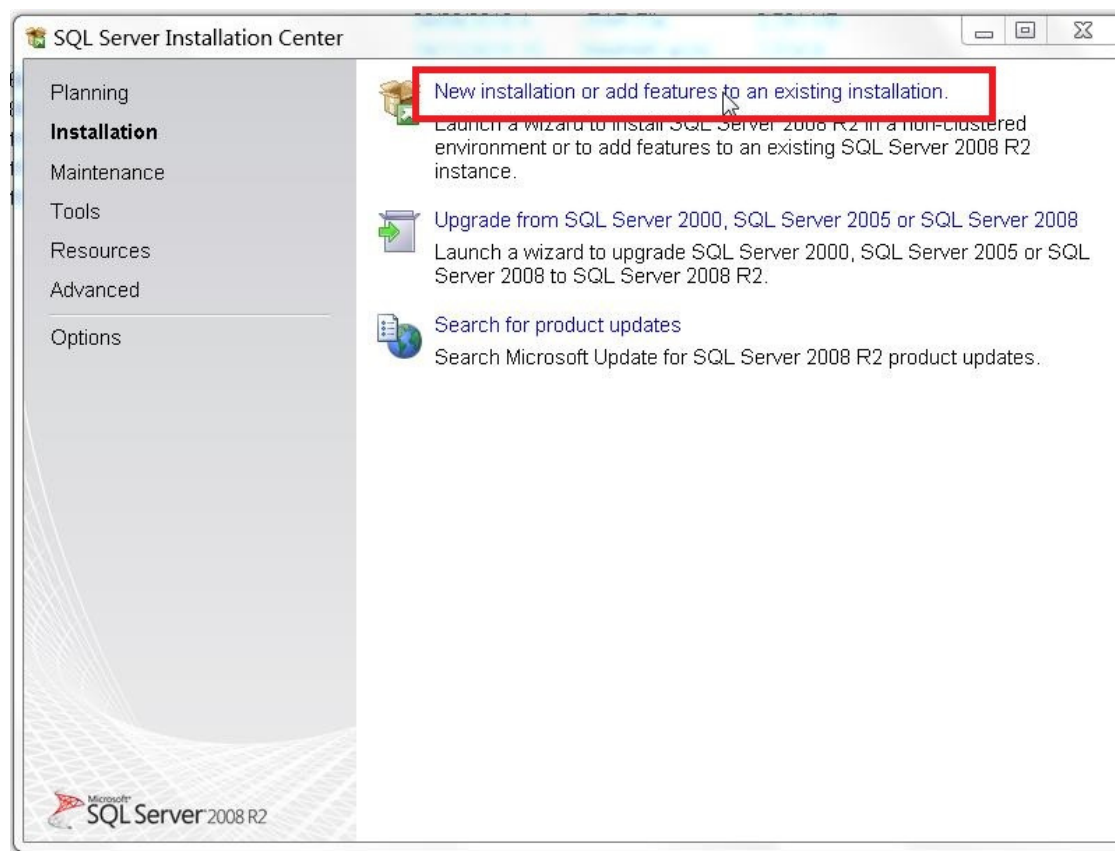 SQL Server Installation Center
Planning
Installation
Maintenance
Tools
Resources
Advanced
Options
New installation or add features to an existing installation.
Launch a wizard to install SQL Server 2008 R2 in a non-clustered
environment or to add features to an existing SQL Server 2008 R2
instance.
Upgrade from SQL Server 2000, SQL Server 2005 or SQL Server 2008
Launch a wizard to upgrade SQL Server 2000, SQL Server 2005 or SQL
Server 2008 to SQL Server 2008 R2.
Search for product updates
Search Microsoft Update for SQL Server 2008 R2 product updates.
Microsoft
SQL Server 2008 R2